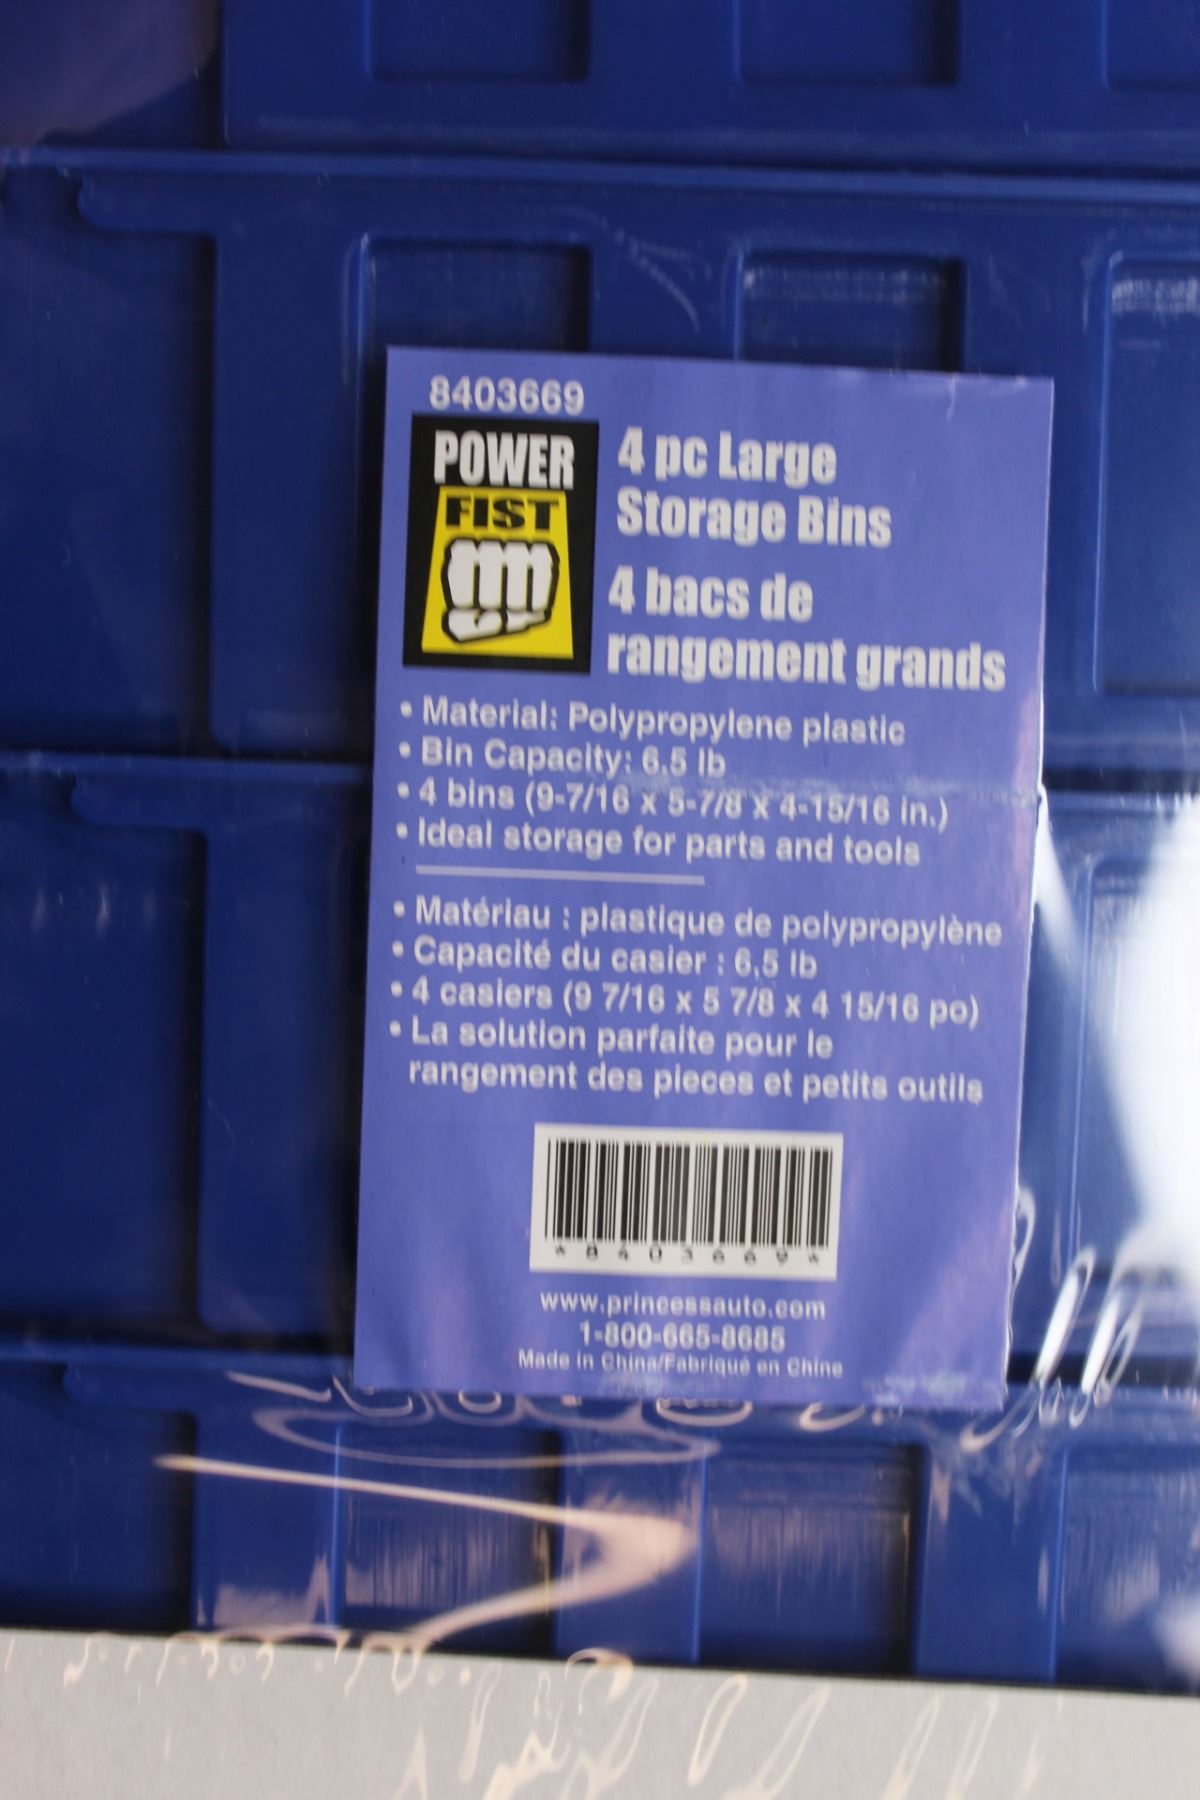 8403669
POWER
FIST
4 pc Large
Storage Bins
4 bacs de
rangement grands
• Material: Polypropylene plastic
• Bin Capacity: 6.5 lb
• 4 bins (9-7/16 x 5-7/8 x 4-15/16 in.)
• Ideal storage for parts and tools
• Matériau : plastique de polypropylène
• Capacité du casier : 6,5 lb
• 4 casiers (9 7/16 x 5 7/8 x 4 15/16 po)
• La solution parfaite pour le
rangement des pieces et petits outils
*8403669*
www.princessauto.com
1-800-665-8685
Made in China/Fabriqué en Chine